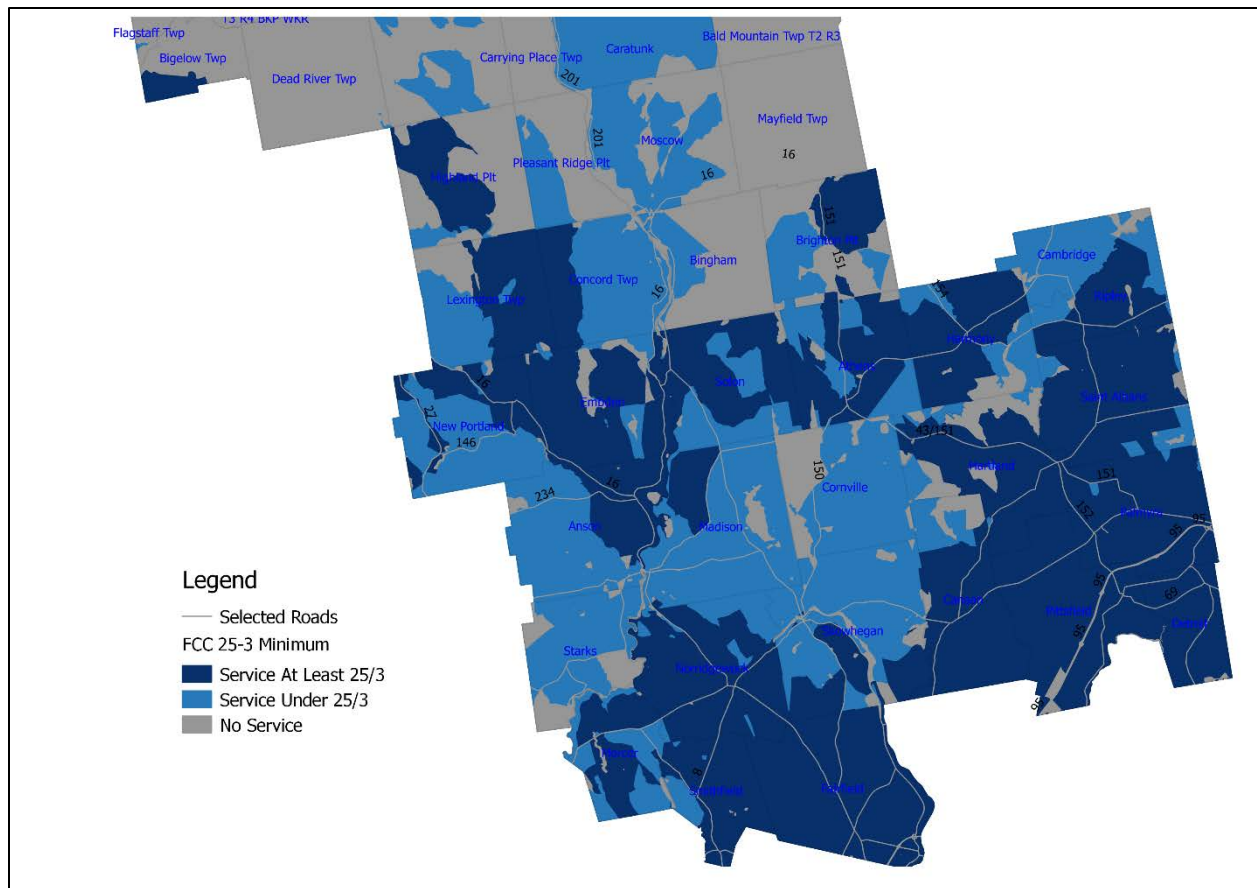 T3 R4 BKP WKR
Flagstaff Twp
Bigelow Twp
Dead River Twp
Carrying Place Twp
Caratunk
Bald Mountain Twp T2 R3
201
201
Moscow
Mayfield Twp
16
16
Pleasant Ridge Plt
Highland Plt
151
Brighton Plt
151
Bingham
Cambridge
Concord Twp
16
Lexington Twp
154
Ripley
Harmony
Athens
Solon
Saint Albans
16
Embden
27
New Portland
146
43/151
Hartland
151
150
Cornville
234
16
Anson
Madison
152
Palmyra
95
95
95
69
Canaan
Pittsfield
Detroit
95
95
Skowhegan
Starks
Norridgewock
Mercer
8
Smithfield
Fairfield
Legend
Selected Roads
FCC 25-3 Minimum
Service At Least 25/3
Service Under 25/3
No Service